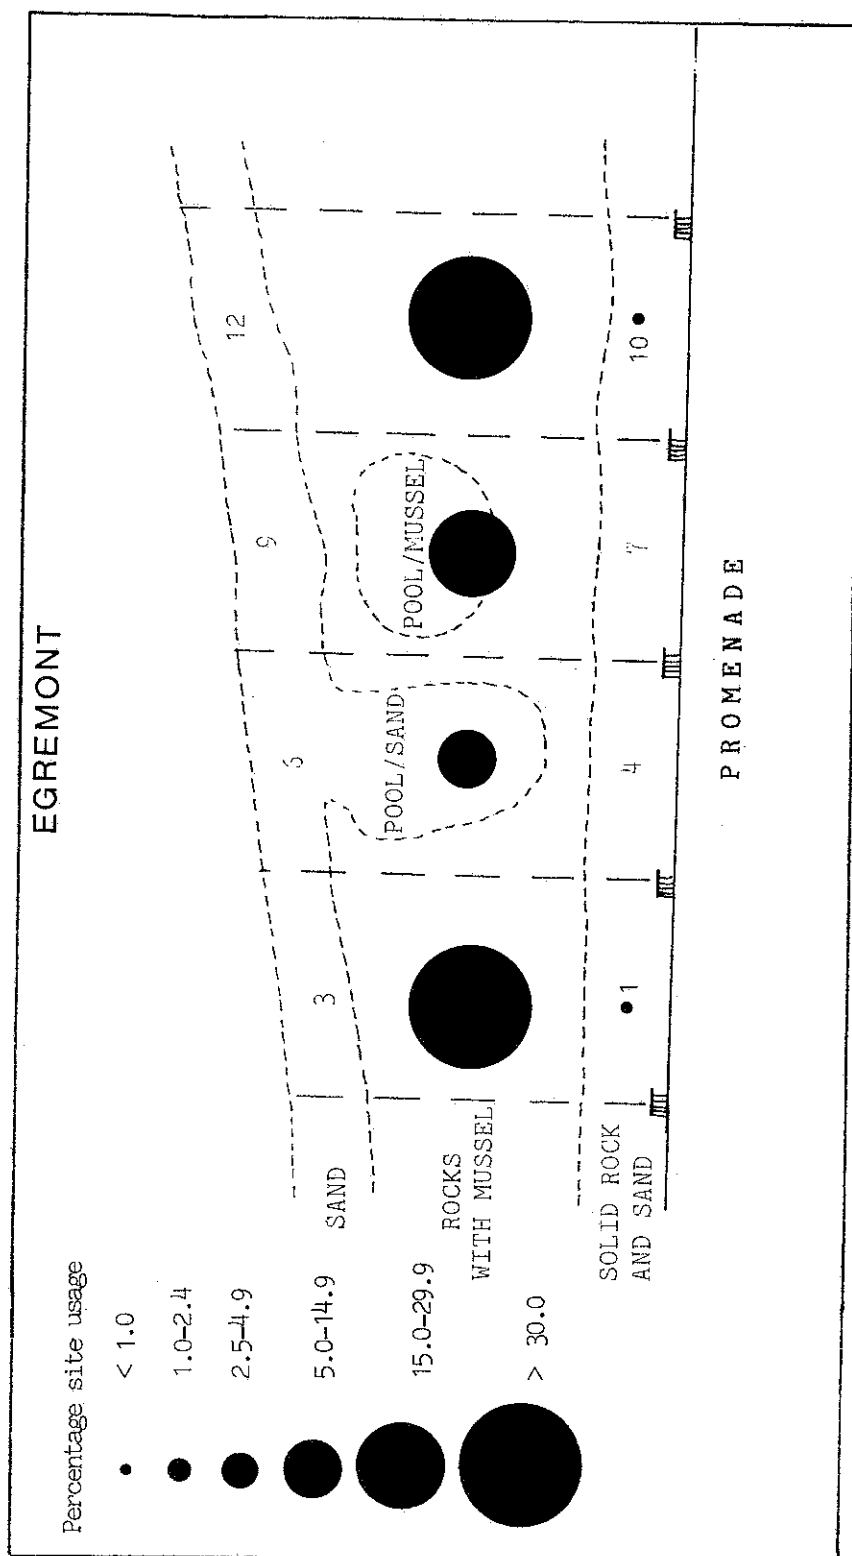 EGREMONT
Percentage site usage
< 1.0
1.0-2.4
2.5-4.9
5.0-14.9
15.0-29.9
> 30.0
SAND
ROCKS
WITH MUSSEL
SOLID ROCK
AND SAND
3
9
12
POOL/SAND
POOL/MUSSEL
1
4
7
10
PROMENADE